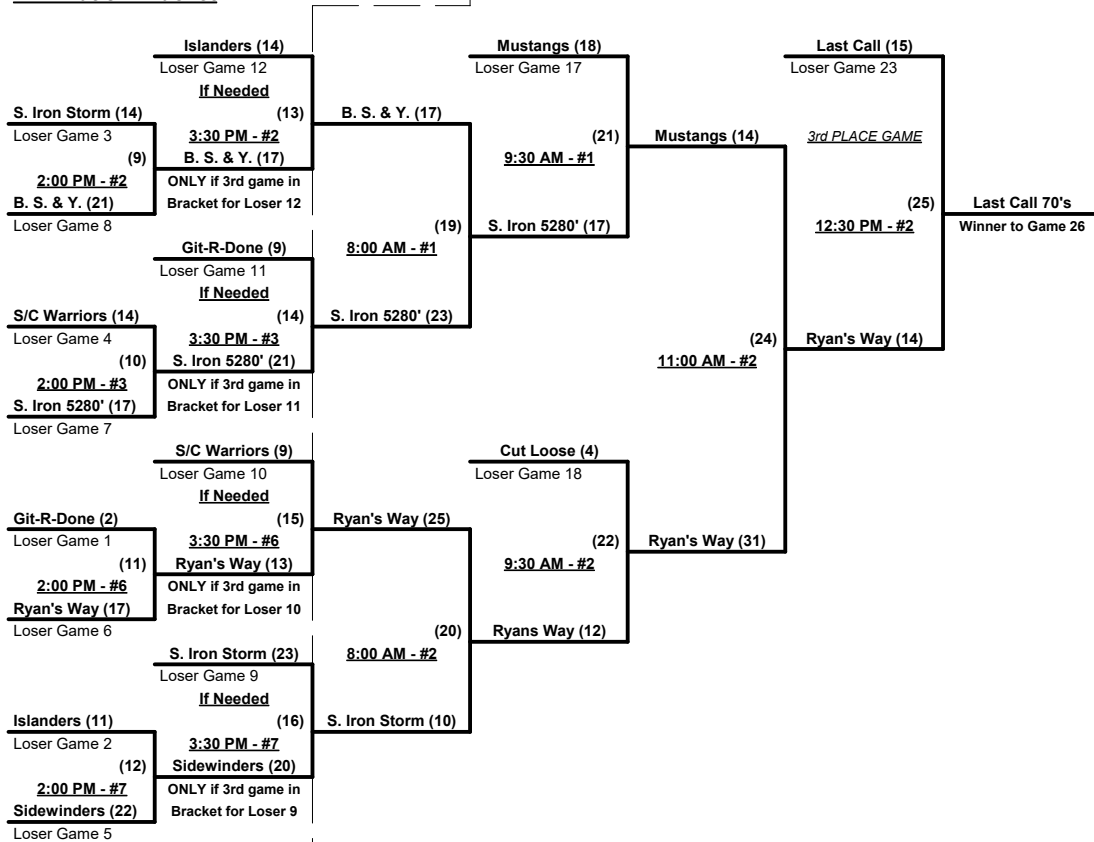 Islanders (14)
Loser Game 12
If Needed
(13)
3:30 PM - #2
B. S. & Y. (17)
ONLY if 3rd game in
Bracket for Loser 12
S. Iron Storm (14)
Loser Game 3
(9)
2:00 PM - #2
B. S. & Y. (21)
Loser Game 8
Git-R-Done (9)
Loser Game 11
If Needed
(14)
3:30 PM - #3
S. Iron 5280' (21)
ONLY if 3rd game in
Bracket for Loser 11
S/C Warriors (14)
Loser Game 4
(10)
2:00 PM - #3
S. Iron 5280' (17)
Loser Game 7
S/C Warriors (9)
Loser Game 10
If Needed
(15)
3:30 PM - #6
Ryan's Way (13)
ONLY if 3rd game in
Bracket for Loser 10
Git-R-Done (2)
Loser Game 1
(11)
2:00 PM - #6
Ryan's Way (17)
Loser Game 6
S. Iron Storm (23)
Loser Game 9
If Needed
(16)
3:30 PM - #7
Sidewinders (20)
ONLY if 3rd game in
Bracket for Loser 9
Islanders (11)
Loser Game 2
(12)
2:00 PM - #7
Sidewinders (22)
Loser Game 5
B. S. & Y. (17)
(19)
8:00 AM - #1
S. Iron 5280' (23)
Ryan's Way (25)
(20)
8:00 AM - #2
S. Iron Storm (10)
Mustangs (18)
Loser Game 17
(21)
9:30 AM - #1
S. Iron 5280' (17)
Cut Loose (4)
Loser Game 18
(22)
9:30 AM - #2
Ryans Way (12)
Mustangs (14)
(24)
11:00 AM - #2
Ryan's Way (31)
Last Call (15)
Loser Game 23
3rd PLACE GAME
(25)
12:30 PM - #2
Ryan's Way (14)
Last Call 70's
Winner to Game 26